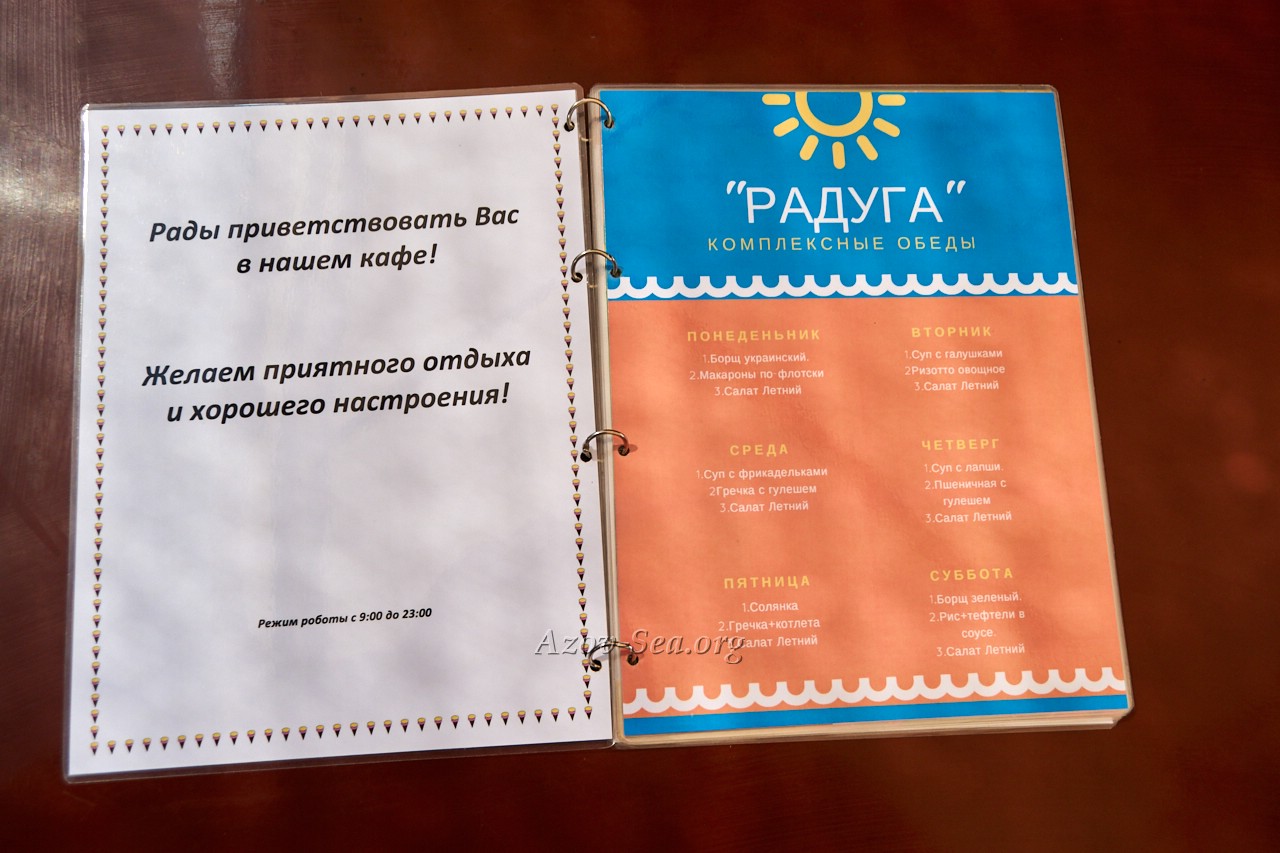 Рады приветствовать Вас
в нашем кафе!
Желаем приятного отдыха
и хорошего настроения!
Режим роботы с 9:00 до 23:00
"РАДУГА"
КОМПЛЕКСНЫЕ ОБЕДЫ
ПОНЕДЕНЬНИК
1.Борщ украинский.
2.Макароны по-флотски
3.Салат Летний
ВТОРНИК
1.Суп с галушками
2Ризотто овощное
3.Салат Летний
СРЕДА
1.Суп с фрикадельками
2Гречка с гулешем
3.Салат Летний
ЧЕТВЕРГ
1.Суп с лапши.
2.Пшеничная с
гулешем
3.Салат Летний
ПЯТНИЦА
1.Солянка
2.Гречка+котлета
Салат Летний
СУББОТА
1.Борщ зеленый.
2.Рис+тефтели в
соусе.
3.Салат Летний
Azov-Sea.org